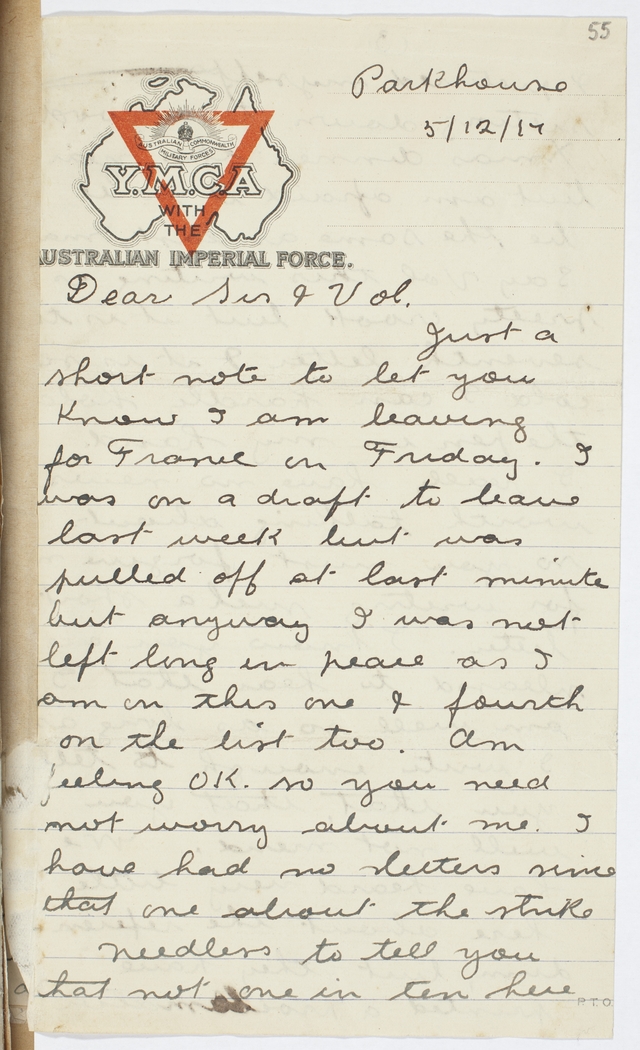 55
Parkhouse
5/12/17
AUSTRALIAN COMMONWEALTH
MILITARY FORCES
Y.M.C.A
WITH
THE
AUSTRALIAN IMPERIAL FORCE.
Dear Sis & Vol.
Just a
short note to let you
know I am leaving
for France on Friday. I
was on a draft to leave
last week but was
pulled off at last minute
but anyway I was not
left long in peace as I
am on this one & fourth
on the list too. Am
feeling OK. so you need
not worry about me. I
have had no letters since
that one about the strike
needless to tell you
that not one in ten here
P.T.O